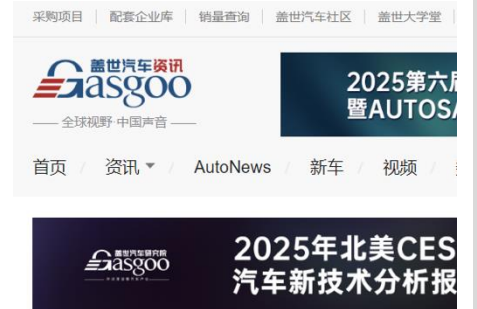 采购项目 配套企业库 销量查询 盖世汽车社区 盖世大学堂
盖世汽车资讯
Gasgoo
全球视野·中国声音
2025第六届
暨AUTOSA
首页 / 资讯 / AutoNews / 新车 / 视频 /
盖世汽车研究院
Gasgoo
2025年北美CES
汽车新技术分析报